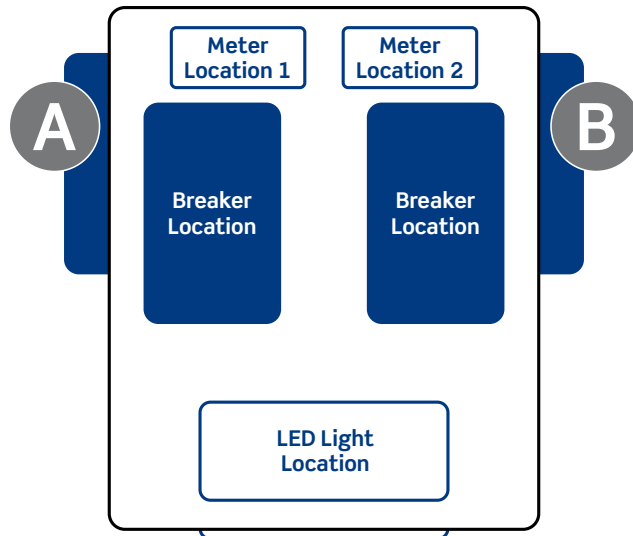 Meter
Location 1
Meter
Location 2
A
B
Breaker
Location
Breaker
Location
LED Light
Location